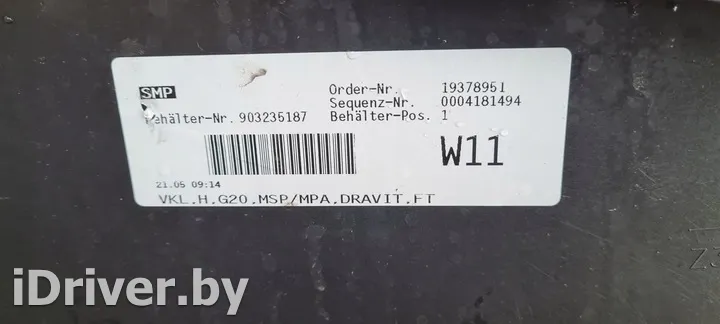 SMP
Order-Nr. 19378951
Sequenz-Nr. 0004181494
Behälter-Nr. 903235187 Behälter-Pos. 1
W11
21.05 09:14
VKL.H.G20.MSP/MPA.DRAVIT.FT
iDriver.by